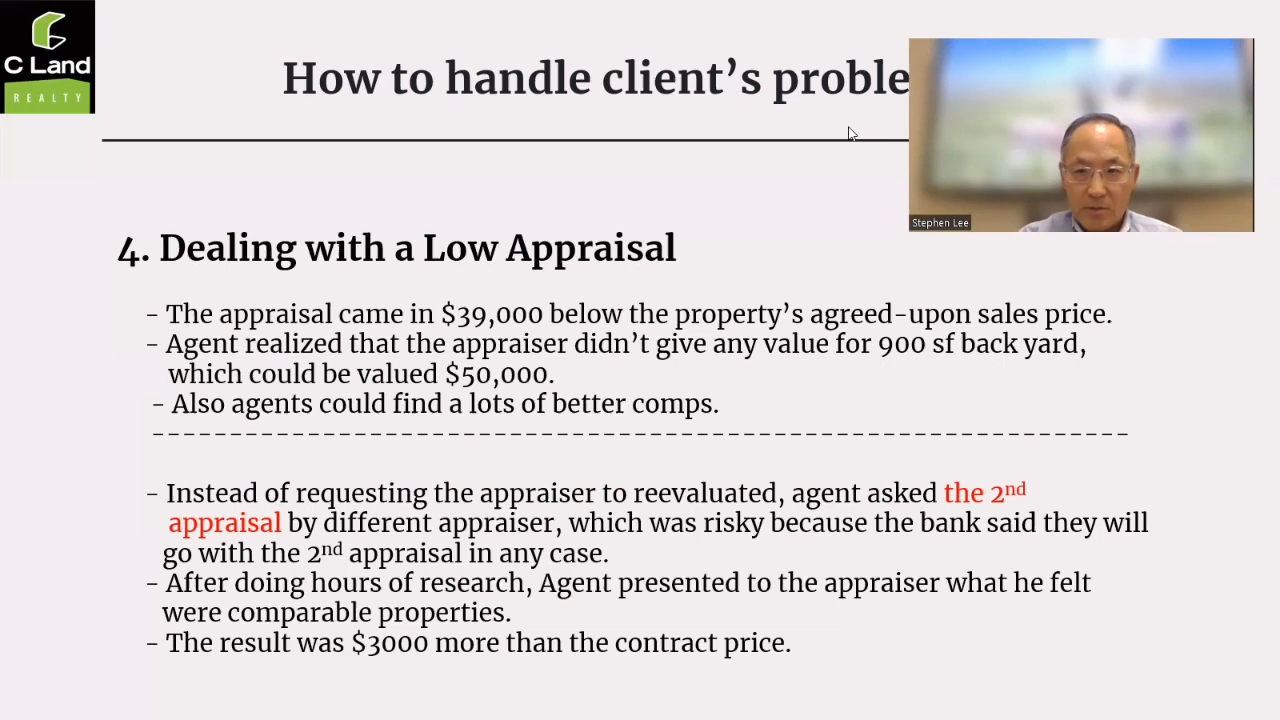 C Land
REALTY
How to handle client’s proble
Stephen Lee
4. Dealing with a Low Appraisal
- The appraisal came in $39,000 below the property’s agreed-upon sales price.
- Agent realized that the appraiser didn’t give any value for 900 sf back yard,
which could be valued $50,000.
- Also agents could find a lots of better comps.
---------------------------------------------------------------
- Instead of requesting the appraiser to reevaluated, agent asked the 2nd
appraisal by different appraiser, which was risky because the bank said they will
go with the 2nd appraisal in any case.
- After doing hours of research, Agent presented to the appraiser what he felt
were comparable properties.
- The result was $3000 more than the contract price.